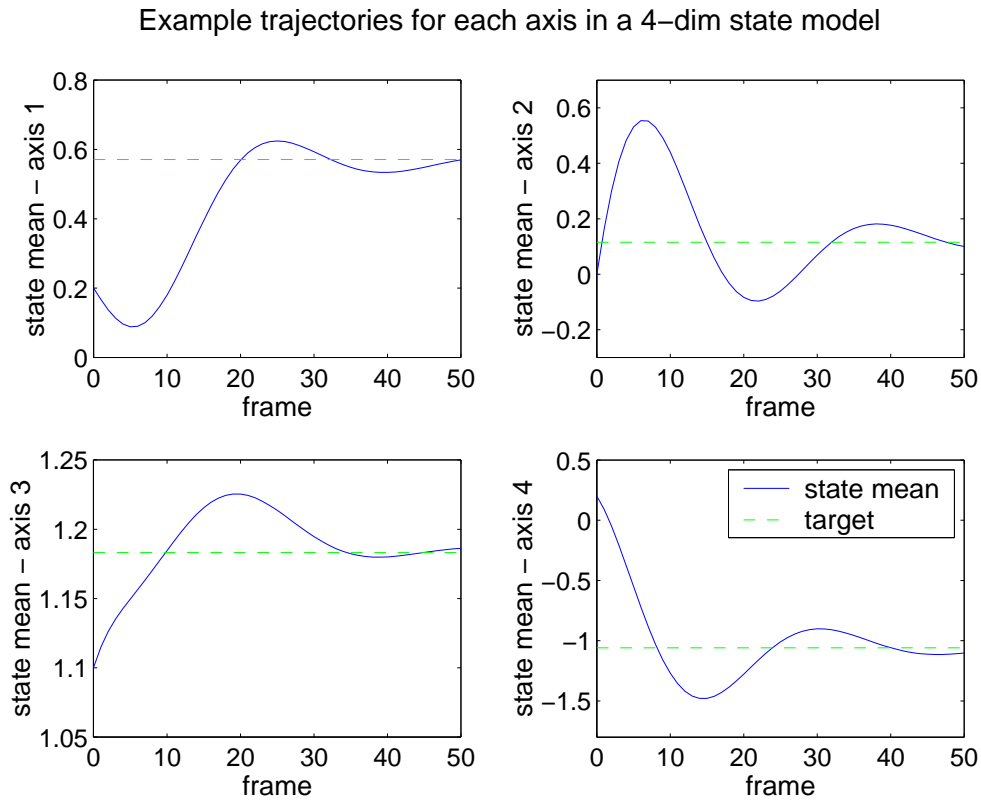 Example trajectories for each axis in a 4−dim state model
0.8
0.6
0.4
0.2
0
0 10 20 30 40 50
frame
state mean − axis 1
0.6
0.4
0.2
0
−0.2
0 10 20 30 40 50
frame
state mean − axis 2
1.25
1.2
1.15
1.1
1.05
0 10 20 30 40 50
frame
state mean − axis 3
0.5
0
−0.5
−1
−1.5
0 10 20 30 40 50
frame
state mean − axis 4
state mean
target